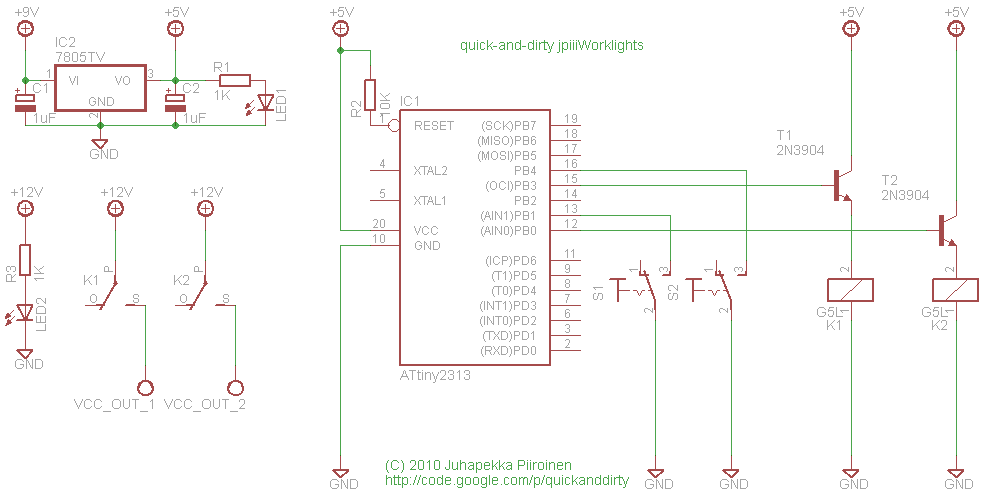 +9V
+5V
+5V
+5V
+5V
quick-and-dirty jpiiiWorklights
IC2
7805TV
1
VI
VO
3
GND
2
+
C1
1uF
+
C2
1uF
R1
1K
LED1
GND
R2
10K
1
IC1
RESET
4
XTAL2
5
XTAL1
20
VCC
10
GND
(SCK)PB7
19
(MISO)PB6
18
(MOSI)PB5
17
PB4
16
(OCI)PB3
15
PB2
14
(AIN1)PB1
13
(AIN0)PB0
12
(ICP)PD6
11
(T1)PD5
9
(T0)PD4
8
(INT1)PD3
7
(INT0)PD2
6
(TXD)PD1
3
(RXD)PD0
2
ATtiny2313
T1
2N3904
T2
2N3904
+12V
+12V
+12V
R3
1K
LED2
GND
K1
P
O
S
K2
P
O
S
VCC_OUT_1
VCC_OUT_2
S1
1
3
2
S2
1
3
2
2
G5L
1
K1
2
G5L
1
K2
(C) 2010 Juhapekka Piiroinen
http://code.google.com/p/quickanddirty
GND
GND
GND
GND
GND